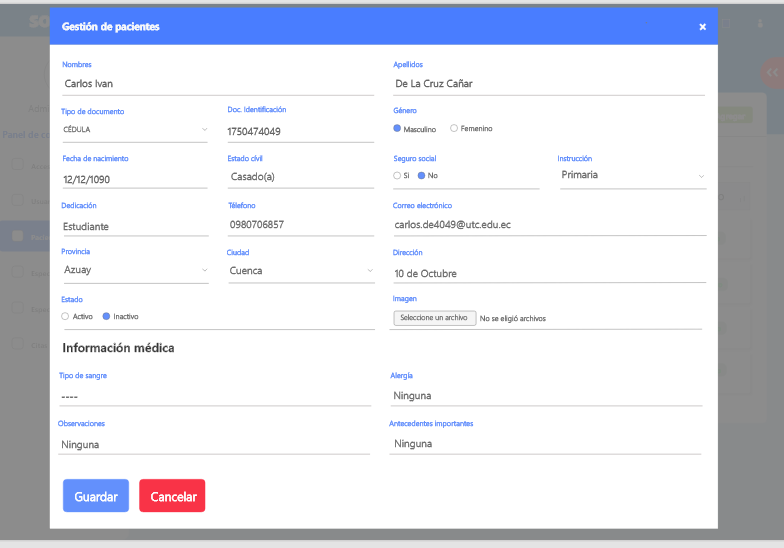 Gestión de pacientes ×
Nombres Apellidos
Carlos Ivan De La Cruz Cañar
Tipo de documento Doc. Identificación Género
CÉDULA 1750474049 Masculino Femenino
Fecha de nacimiento Estado civil Seguro social Instrucción
12/12/1090 Casado(a) Si No Primaria
Dedicación Télefono Correo electrónico
Estudiante 0980706857 carlos.de4049@utc.edu.ec
Provincia Ciudad Dirección
Azuay Cuenca 10 de Octubre
Estado Imagen
Activo Inactivo Seleccione un archivo No se eligió archivos
Información médica
Tipo de sangre Alergía
---- Ninguna
Observaciones Antecedentes importantes
Ninguna Ninguna
Guardar Cancelar